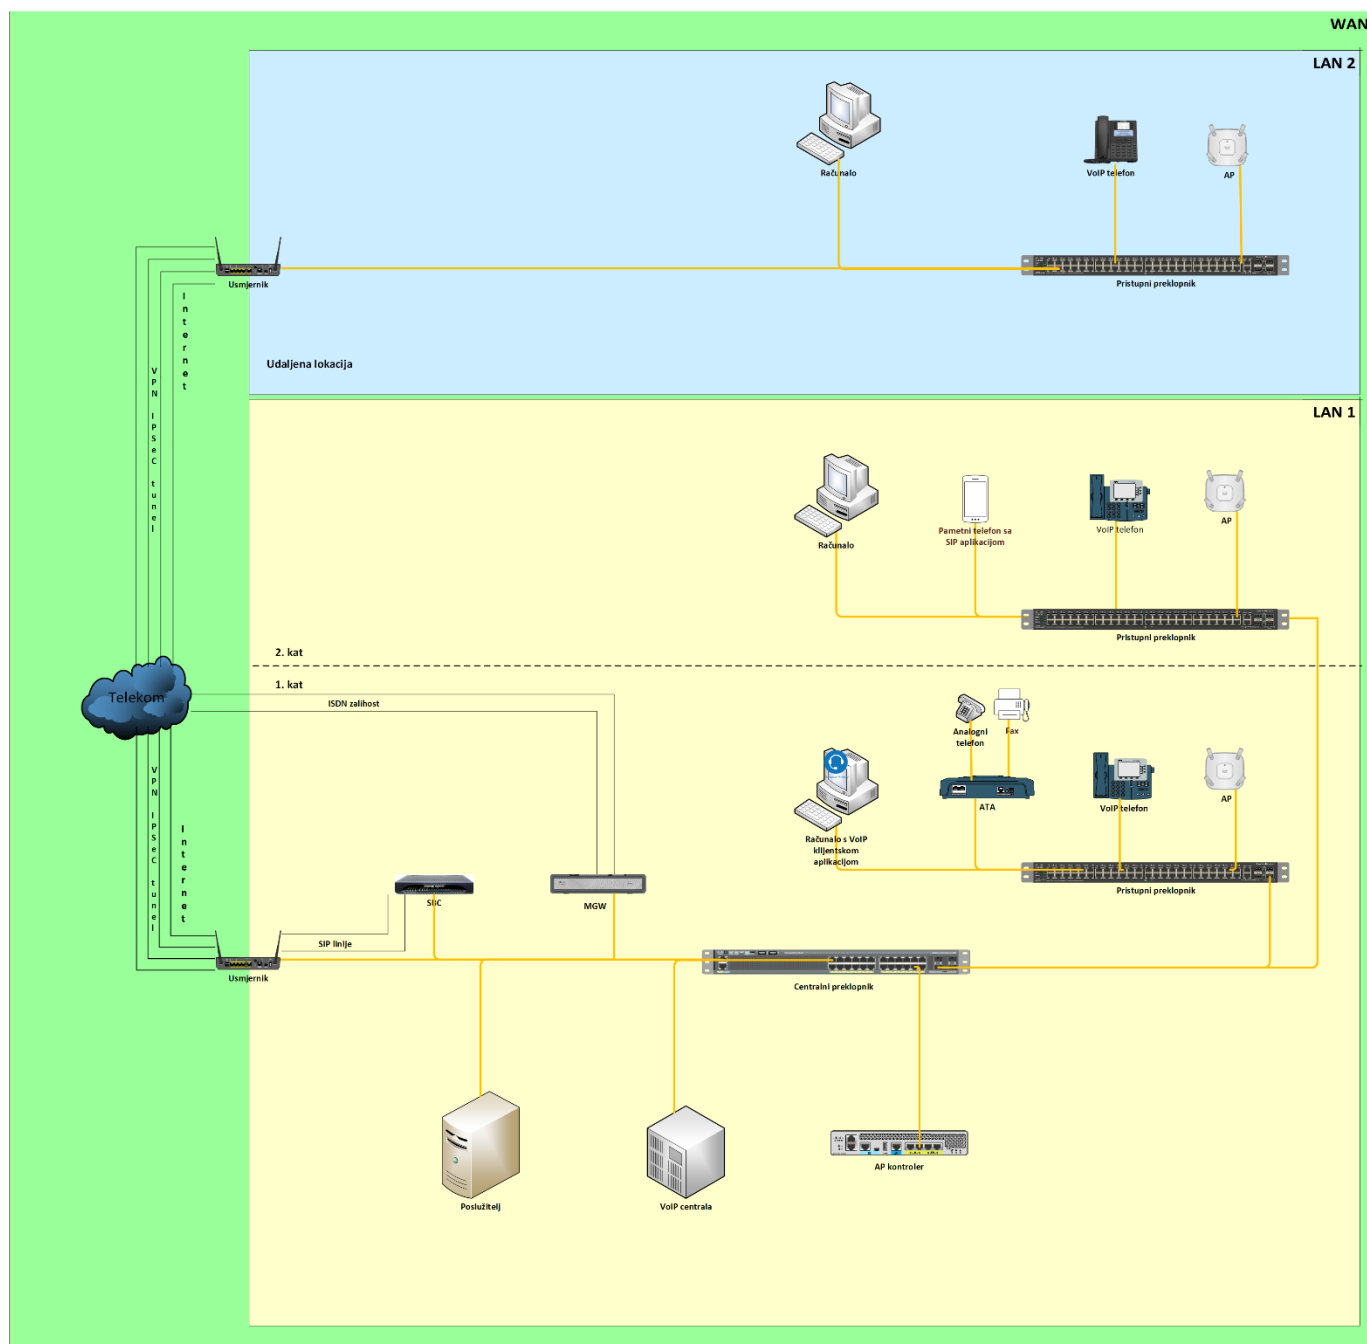 WAN
LAN 2
Računalo
VoIP telefon
AP
Usmjernik
Pristupni preklopnik
Internet
VPN IPSeC tunel
Udaljena lokacija
LAN 1
Računalo
Pametni telefon sa
SIP aplikacijom
VoIP telefon
AP
Pristupni preklopnik
2. kat
1. kat
Telekom
ISDN zalihost
Analogni
telefon
Fax
ATA
VoIP telefon
AP
Računalo s VoIP
klijentskom
aplikacijom
Pristupni preklopnik
VPN IPSeC tunel
Internet
SBC
MGW
SIP linije
Usmjernik
Centralni preklopnik
Poslužitelj
VoIP centrala
AP kontroler